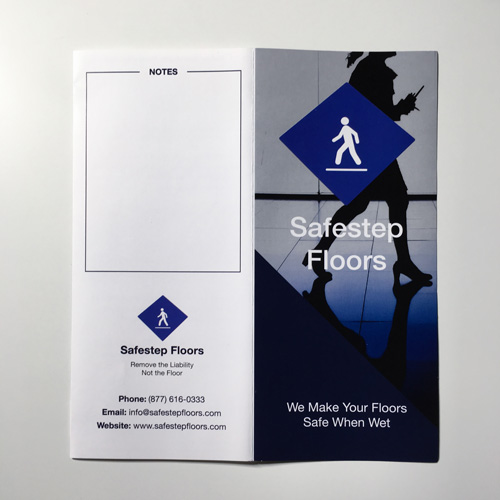 NOTES
Safestep Floors
Remove the Liability
Not the Floor
Phone: (877) 616-0333
Email: info@safestepfloors.com
Website: www.safestepfloors.com
Safestep
Floors
We Make Your Floors
Safe When Wet